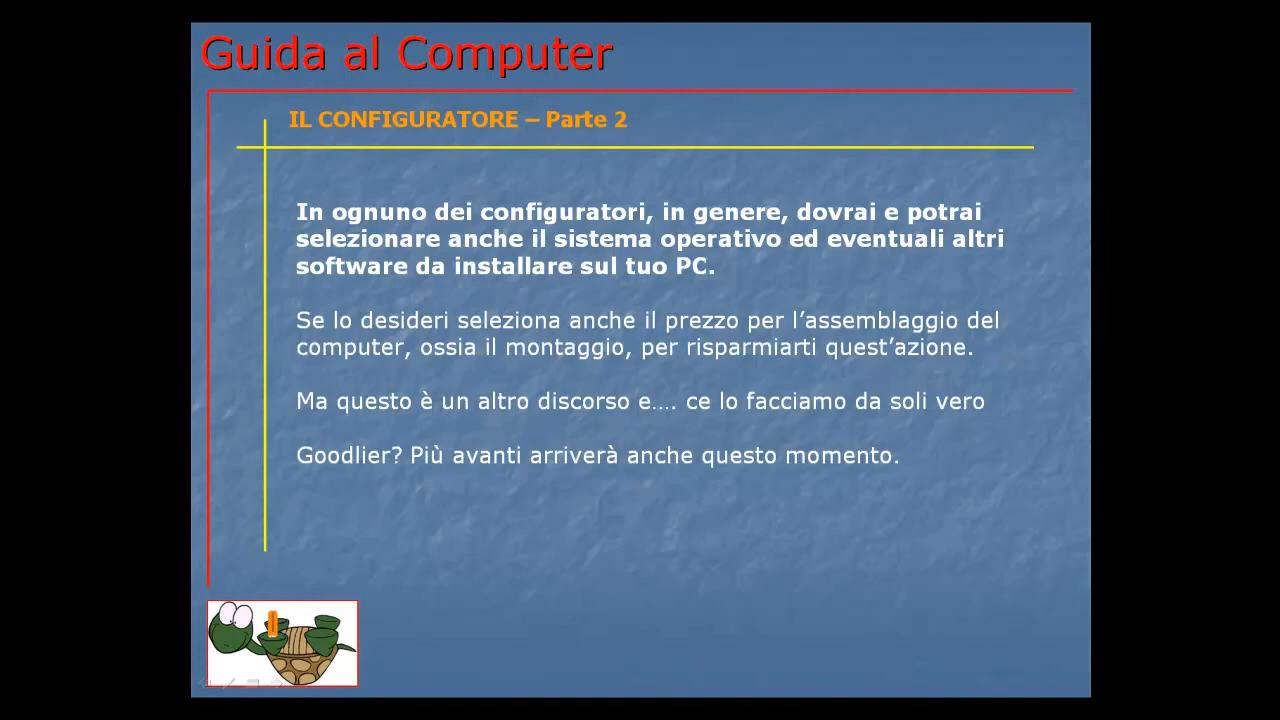 Guida al Computer
IL CONFIGURATORE – Parte 2
In ognuno dei configuratori, in genere, dovrai e potrai
selezionare anche il sistema operativo ed eventuali altri
software da installare sul tuo PC.
Se lo desideri seleziona anche il prezzo per l’assemblaggio del
computer, ossia il montaggio, per risparmiarti quest’azione.
Ma questo è un altro discorso e…. ce lo facciamo da soli vero
Goodlier? Più avanti arriverà anche questo momento.